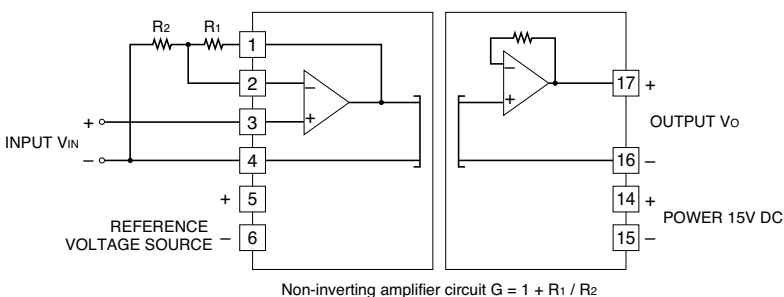 R2 R1
1
2
3
4
5
6
+
INPUT VIN
–
+
REFERENCE
VOLTAGE SOURCE –
–
+
–
+
17 +
OUTPUT VO
16 –
14 +
POWER 15V DC
15 –
Non-inverting amplifier circuit G = 1 + R1 / R2